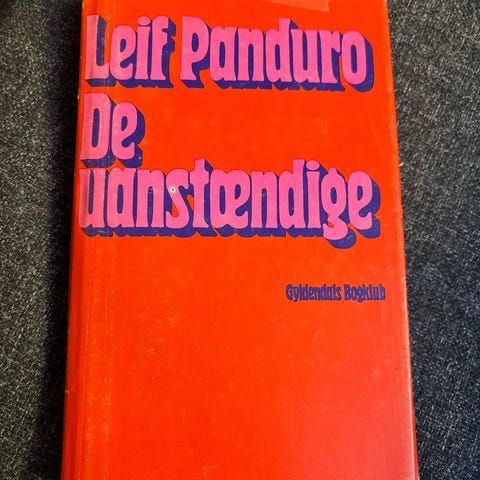 Leif Panduro
De
uanstændige
Gyldendals Bogklub